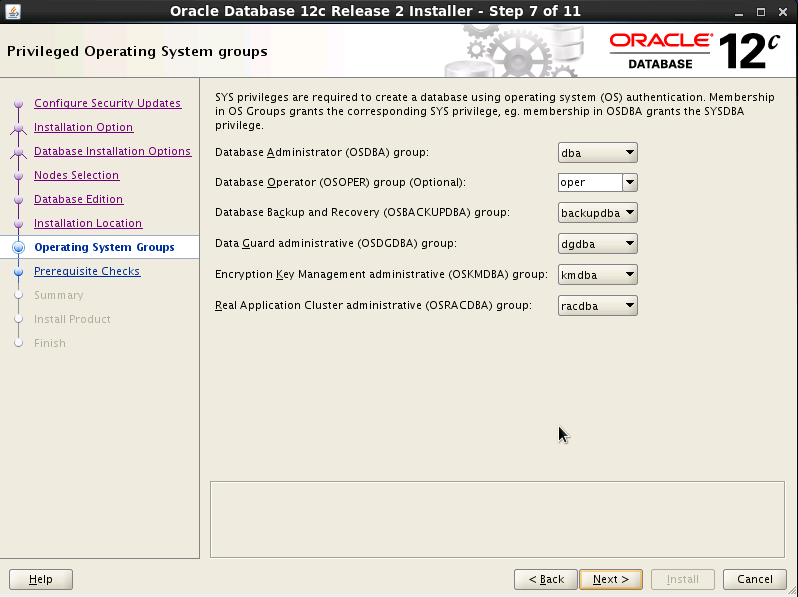 Oracle Database 12c Release 2 Installer - Step 7 of 11
Privileged Operating System groups
ORACLE®
DATABASE
12c
Configure Security Updates
Installation Option
Database Installation Options
Nodes Selection
Database Edition
Installation Location
Operating System Groups
Prerequisite Checks
Summary
Install Product
Finish
SYS privileges are required to create a database using operating system (OS) authentication. Membership
in OS Groups grants the corresponding SYS privilege, eg. membership in OSDBA grants the SYSDBA
privilege.
Database Administrator (OSDBA) group: dba
Database Operator (OSOPER) group (Optional): oper
Database Backup and Recovery (OSBACKUPDBA) group: backupdba
Data Guard administrative (OSDGDBA) group: dgdba
Encryption Key Management administrative (OSKMDBA) group: kmdba
Real Application Cluster administrative (OSRACDBA) group: racdba
Help
< Back
Next >
Install
Cancel